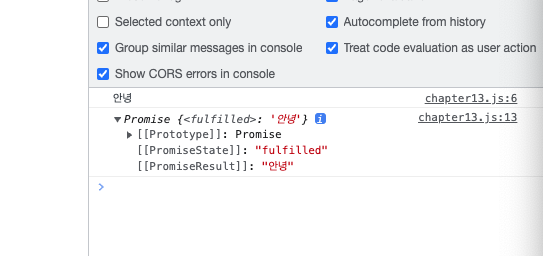 Selected context only
Autocomplete from history
Group similar messages in console
Treat code evaluation as user action
Show CORS errors in console
안녕 chapter13.js:6
Promise {<fulfilled>: '안녕'} i chapter13.js:13
[[Prototype]]: Promise
[[PromiseState]]: "fulfilled"
[[PromiseResult]]: "안녕"